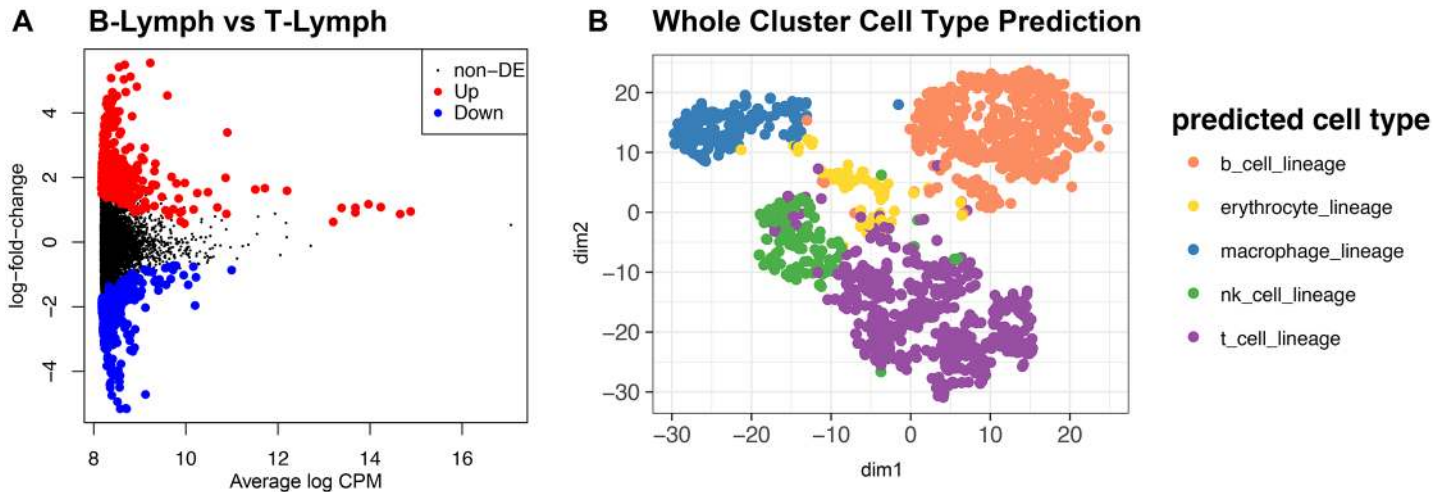 A B-Lymph vs T-Lymph
log−fold−change
4
2
0
−2
−4
non−DE
Up
Down
8 10 12 14 16
Average log CPM
B Whole Cluster Cell Type Prediction
dim2
20
10
0
−10
−20
−30
−30 −20 −10 0 10 20
dim1
predicted cell type
b_cell_lineage
erythrocyte_lineage
macrophage_lineage
nk_cell_lineage
t_cell_lineage